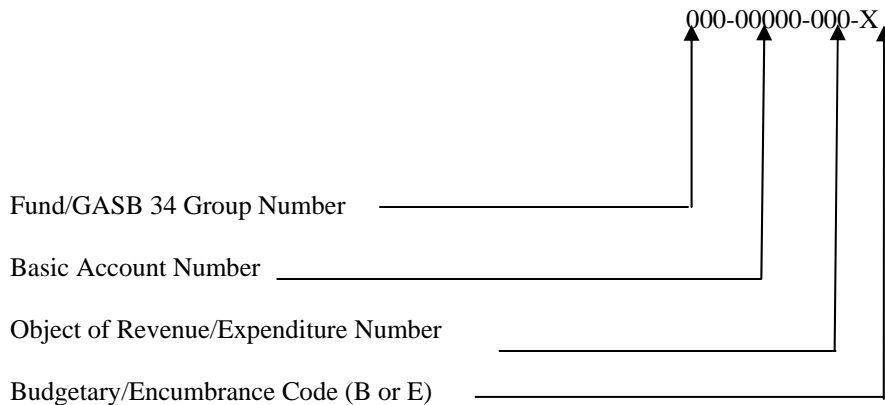 000-00000-000-X
Fund/GASB 34 Group Number
Basic Account Number
Object of Revenue/Expenditure Number
Budgetary/Encumbrance Code (B or E)